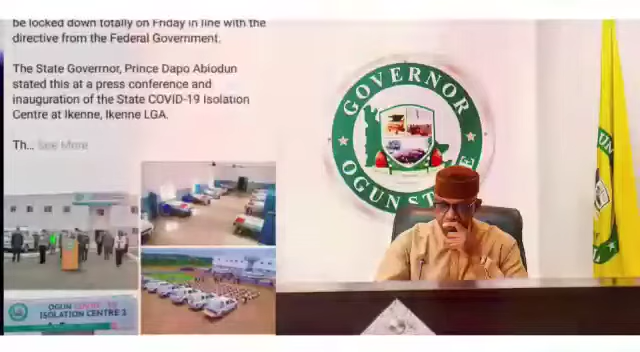 be locked down totally on Friday in line with the
directive from the Federal Government.
The State Goverrnor, Prince Dapo Abiodun
stated this at a press conference and
inauguration of the State COVID-19 Isolation
Centre at Ikenne, Ikenne LGA.
Th... See More
OGUN COVID-19
ISOLATION CENTRE 2
GOVERNOR
OGUN STATE